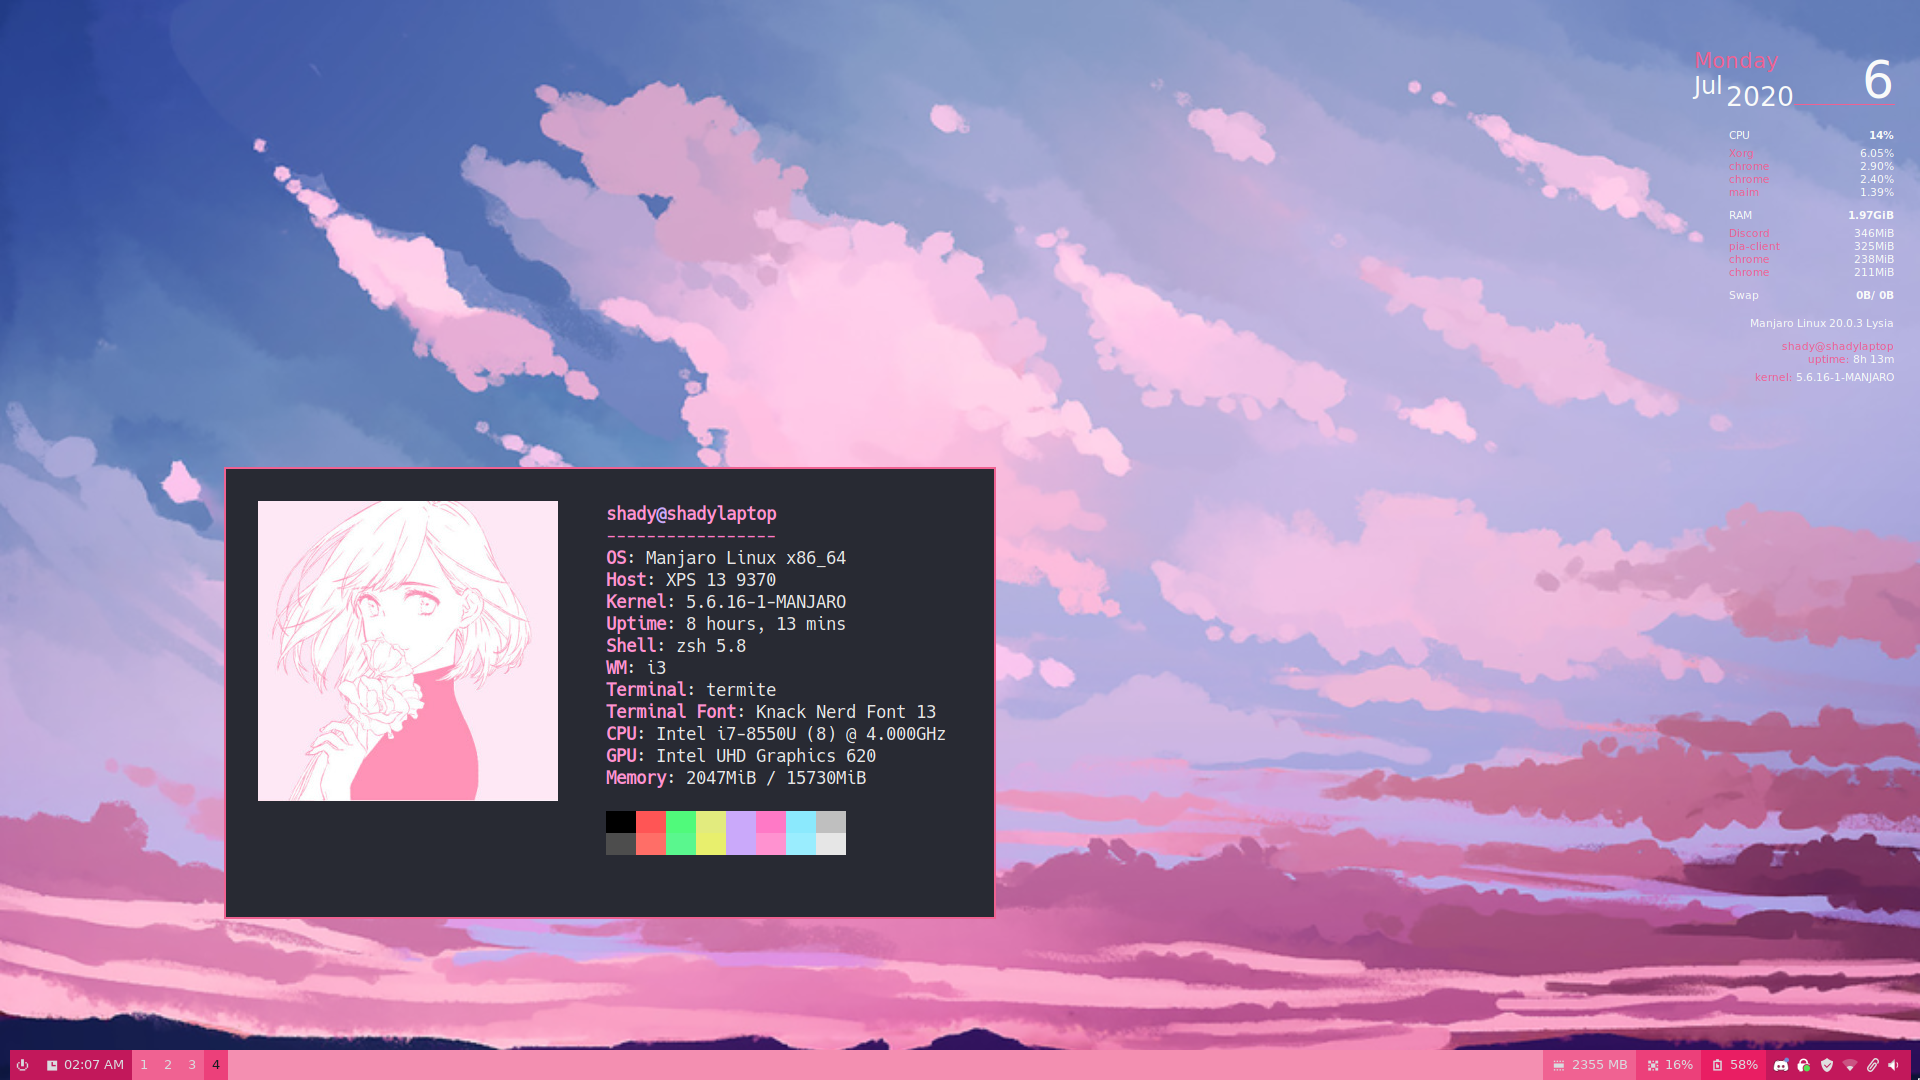 Monday
Jul 2020 6
CPU 14%
Xorg 6.05%
chrome 2.90%
chrome 2.40%
maim 1.39%
RAM 1.97GiB
Discord 346MiB
pia-client 325MiB
chrome 238MiB
chrome 211MiB
Swap 0B/ 0B
Manjaro Linux 20.0.3 Lysia
shady@shadylaptop
uptime: 8h 13m
kernel: 5.6.16-1-MANJARO
shady@shadylaptop
-----------------
OS: Manjaro Linux x86_64
Host: XPS 13 9370
Kernel: 5.6.16-1-MANJARO
Uptime: 8 hours, 13 mins
Shell: zsh 5.8
WM: i3
Terminal: termite
Terminal Font: Knack Nerd Font 13
CPU: Intel i7-8550U (8) @ 4.000GHz
GPU: Intel UHD Graphics 620
Memory: 2047MiB / 15730MiB
02:07 AM 1 2 3 4 2355 MB 16% 58%